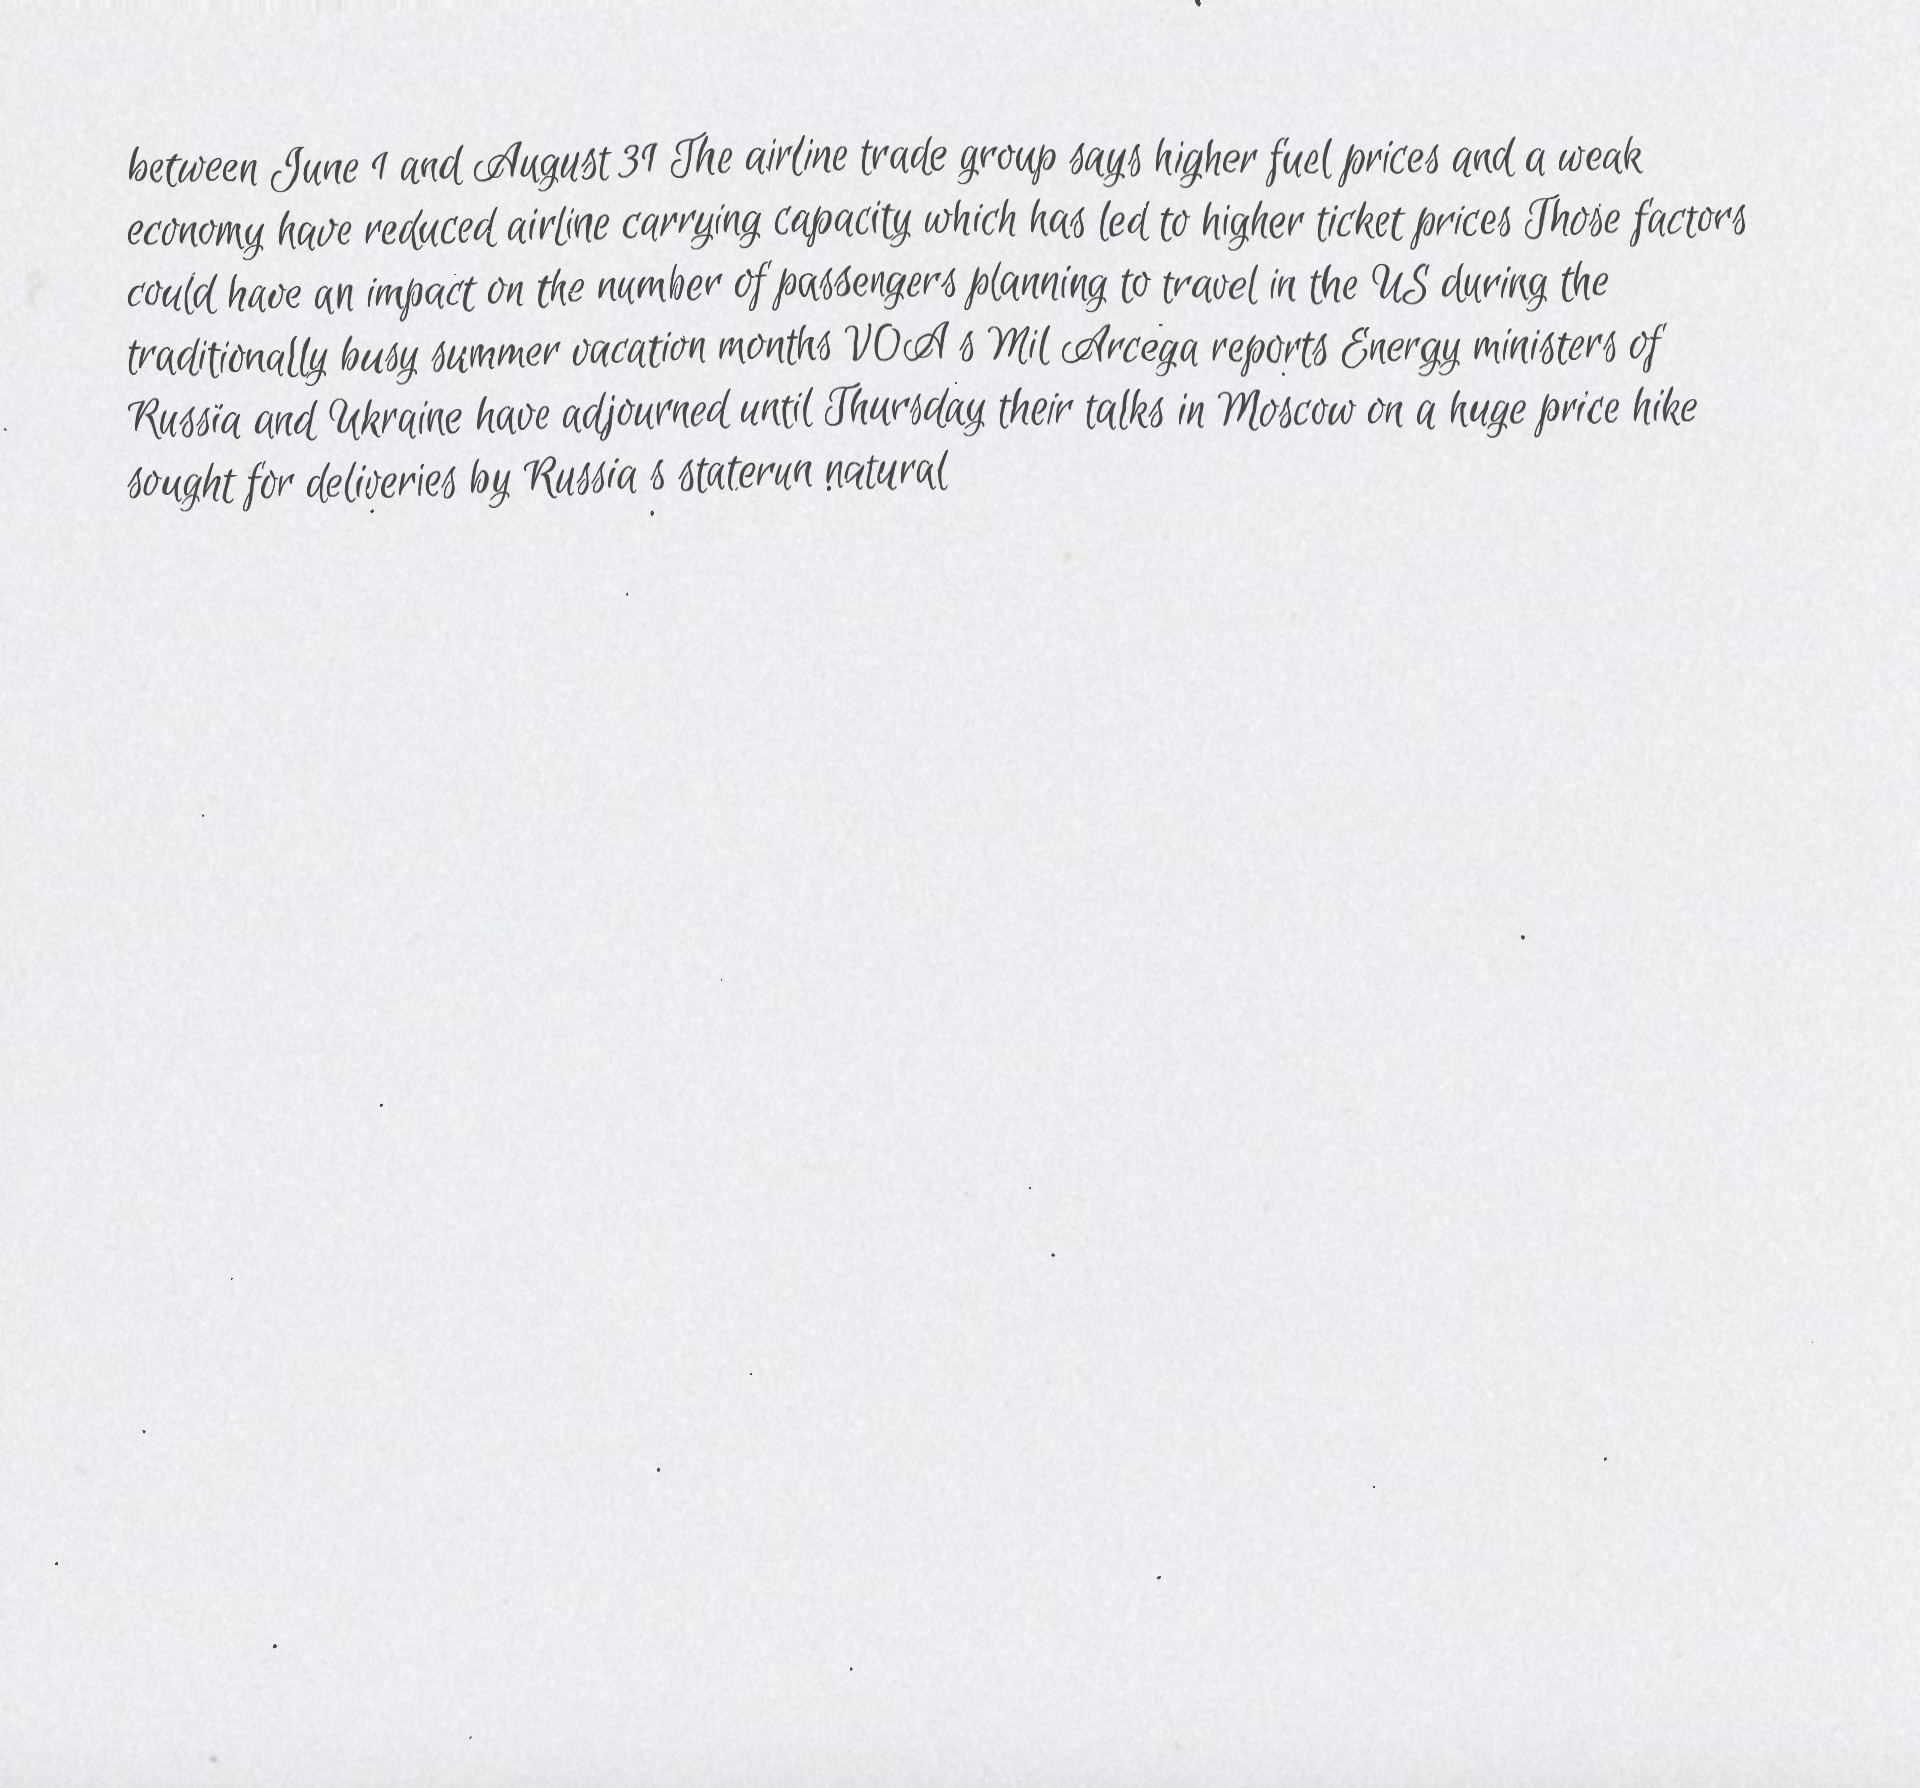 between June 1 and August 31 The airline trade group says higher fuel prices and a weak
economy have reduced airline carrying capacity which has led to higher ticket prices Those factors
could have an impact on the number of passengers planning to travel in the US during the
traditionally busy summer vacation months VOA s Mil Arcega reports Energy ministers of
Russia and Ukraine have adjourned until Thursday their talks in Moscow on a huge price hike
sought for deliveries by Russia s staterun natural